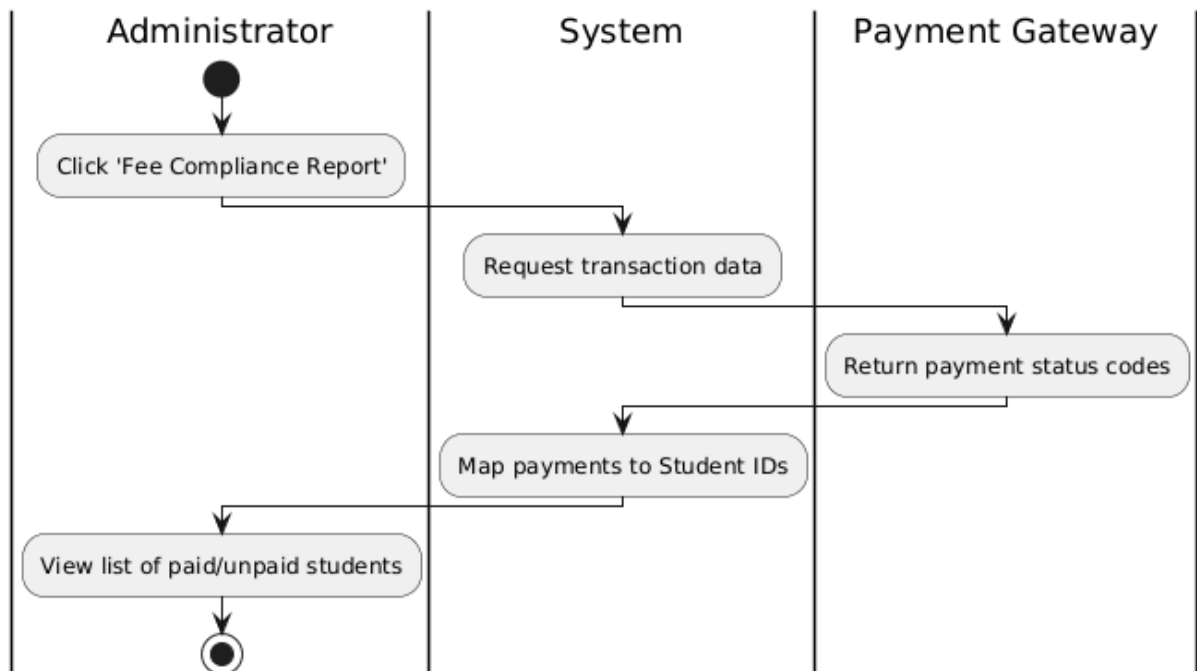 Administrator
System
Payment Gateway
Click 'Fee Compliance Report'
Request transaction data
Return payment status codes
Map payments to Student IDs
View list of paid/unpaid students